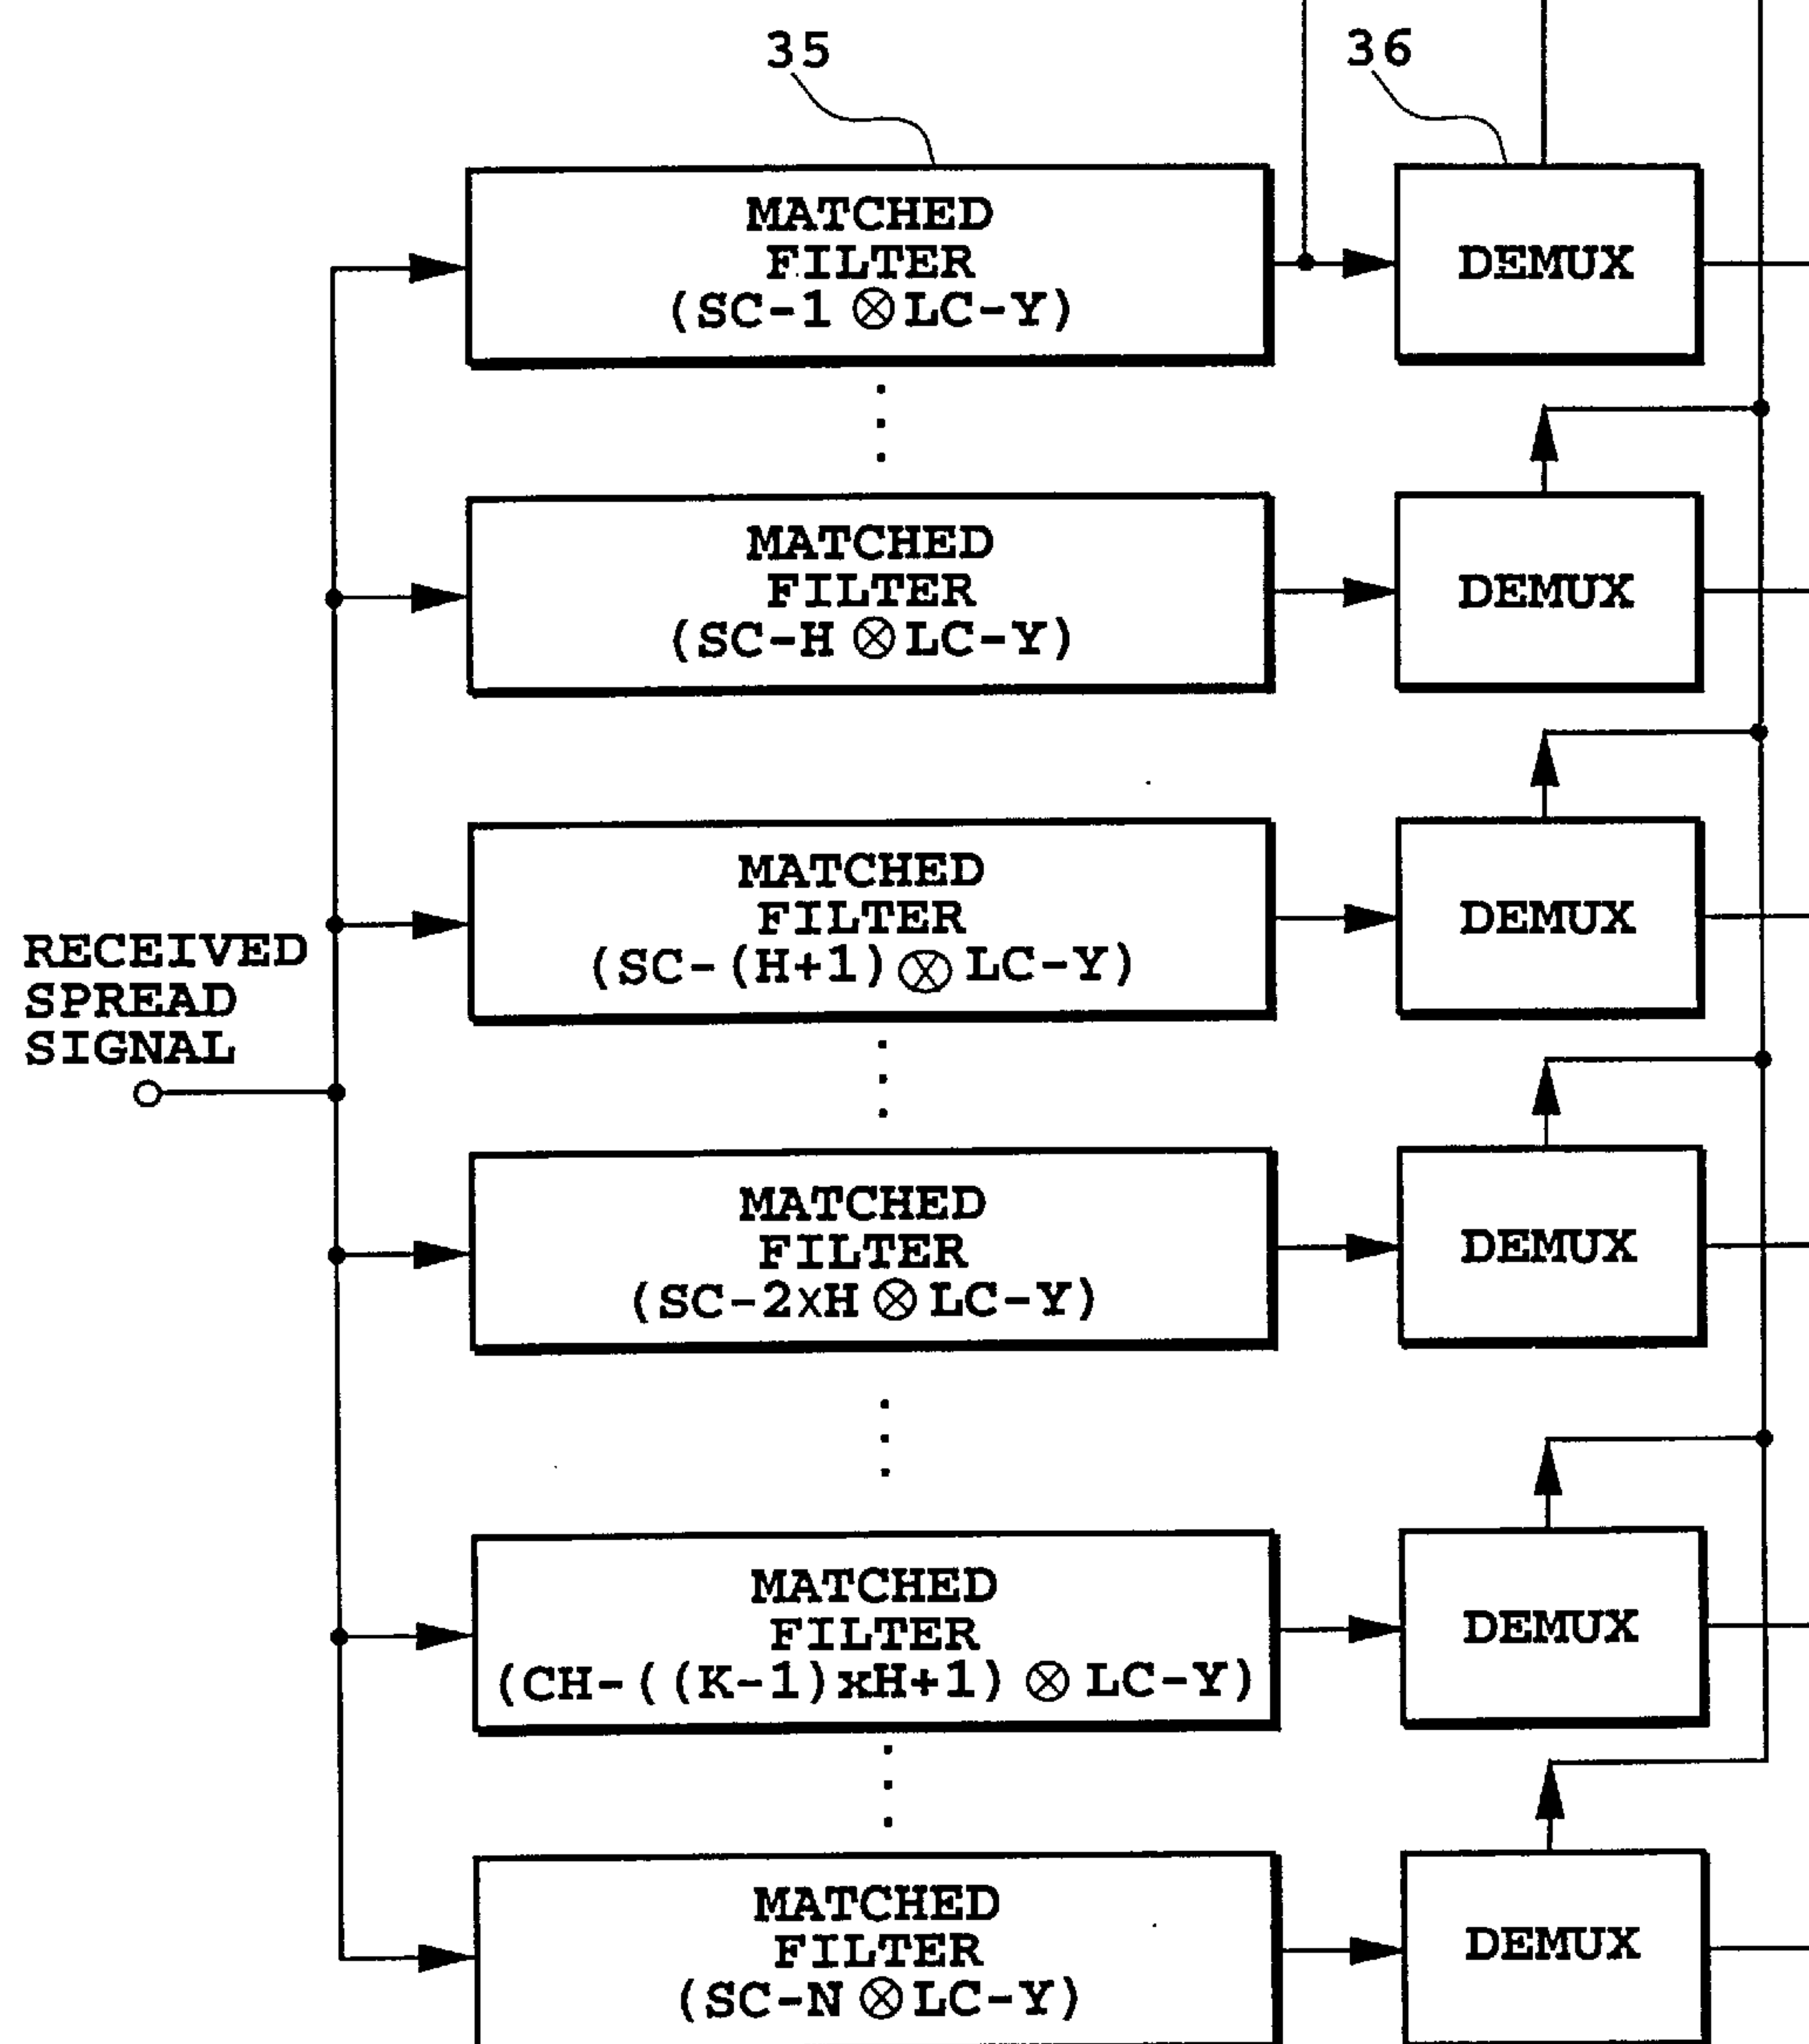 35
36
MATCHED
FILTER
(SC-1 ⊗ LC-Y)
DEMUX
MATCHED
FILTER
(SC-H ⊗ LC-Y)
DEMUX
MATCHED
FILTER
(SC-(H+1) ⊗ LC-Y)
DEMUX
RECEIVED
SPREAD
SIGNAL
MATCHED
FILTER
(SC-2xH ⊗ LC-Y)
DEMUX
MATCHED
FILTER
(CH-((K-1)xH+1) ⊗ LC-Y)
DEMUX
MATCHED
FILTER
(SC-N ⊗ LC-Y)
DEMUX